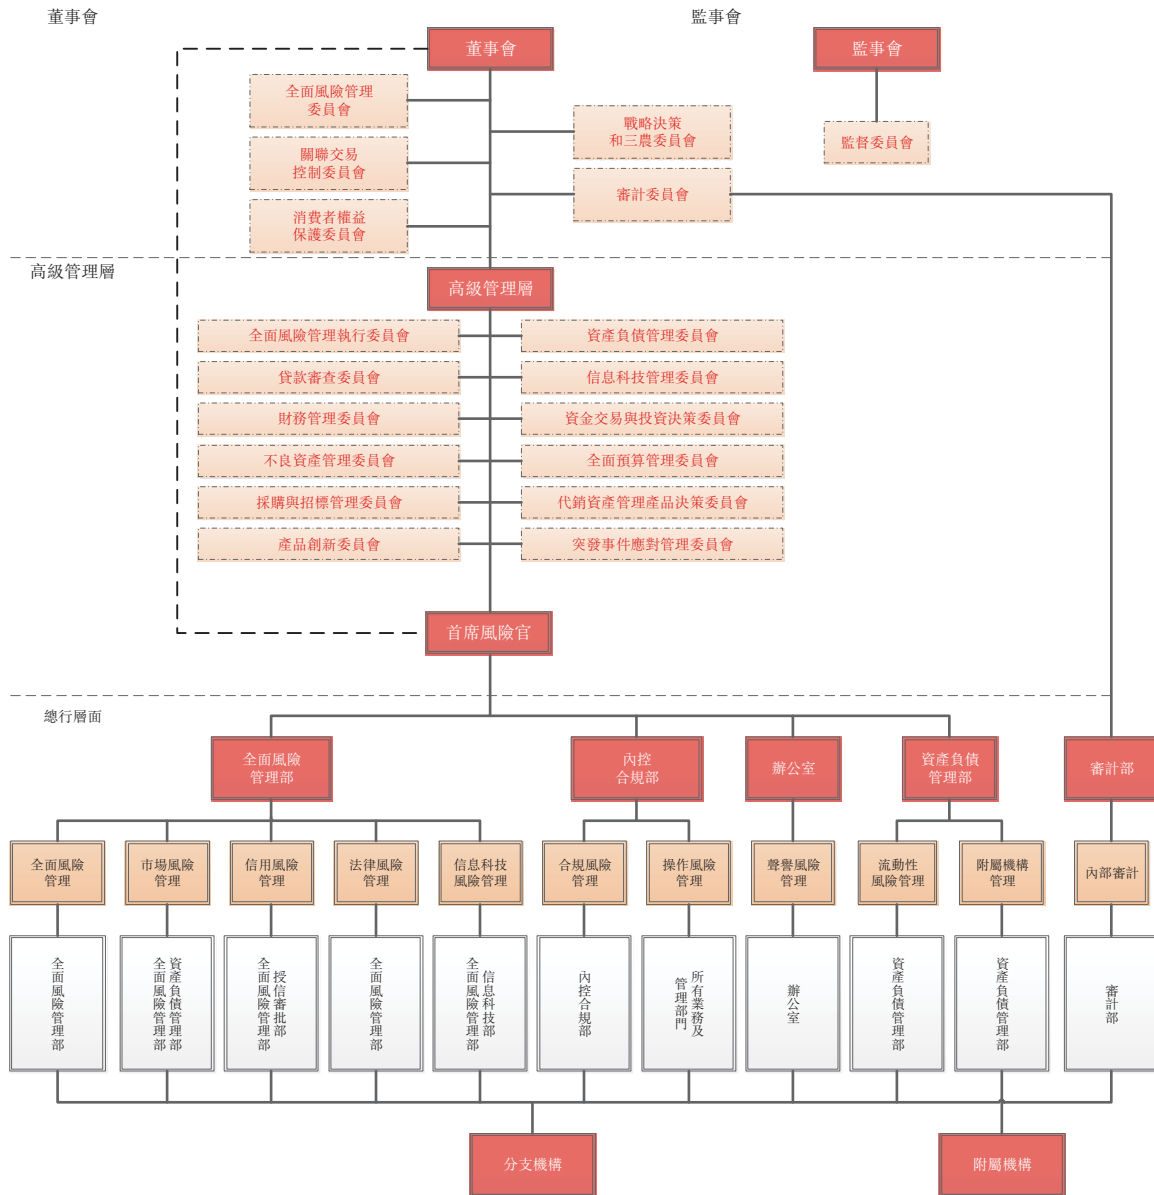 董事會
監事會
董事會
監事會
全面風險管理
委員會
戰略決策
和三農委員會
監督委員會
關聯交易
控制委員會
審計委員會
消費者權益
保護委員會
高級管理層
高級管理層
全面風險管理執行委員會
資產負債管理委員會
貸款審查委員會
信息科技管理委員會
財務管理委員會
資金交易與投資決策委員會
不良資產管理委員會
全面預算管理委員會
採購與招標管理委員會
代銷資產管理產品決策委員會
產品創新委員會
突發事件應對管理委員會
首席風險官
總行層面
全面風險
管理部
內控
合規部
辦公室
資產負債
管理部
審計部
全面風險
管理
市場風險
管理
信用風險
管理
法律風險
管理
信息科技
風險管理
合規風險
管理
操作風險
管理
聲譽風險
管理
流動性
風險管理
附屬機構
管理
內部審計
全面風險管理部
資產負債管理部
全面風險管理部
授信審批部
全面風險管理部
全面風險管理部
信息科技部
全面風險管理部
內控合規部
所有業務及
管理部門
辦公室
資產負債管理部
資產負債管理部
審計部
分支機構
附屬機構